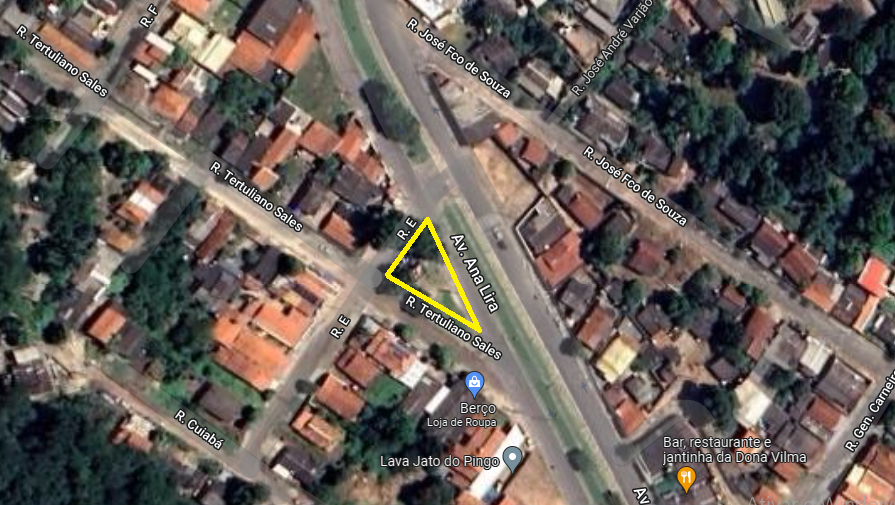 R. F
R. José Fco de Souza
R. José André Varjão
R. Tertuliano Sales
R. Tertuliano Sales
R. José Fco de Souza
R. E
Av. Ana Lira
R. Tertuliano Sales
R. E
Berço
Loja de Roupa
R. Gen. Carneiro
R. Cuiabá
Lava Jato do Pingo
Bar, restaurante e
jantinha da Dona Vilma
Av